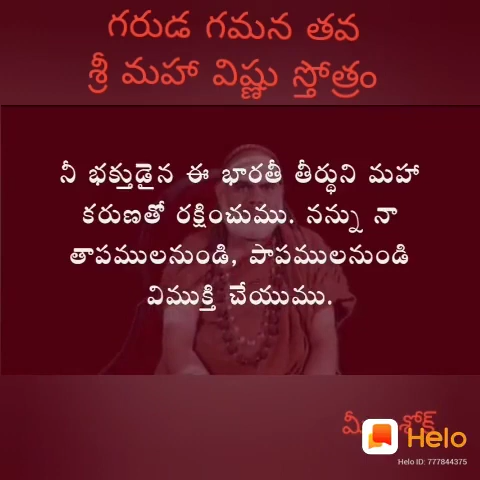 గరుడ గమన తవ
శ్రీ మహా విష్ణు స్తోత్రం
నీ భక్తుడైన ఈ భారతీ తీర్థుని మహా
కరుణతో రక్షించుము. నన్ను నా
తాపములనుండి, పాపములనుండి
విముక్తి చేయుము.
మీ
Helo
Helo ID: 777844375